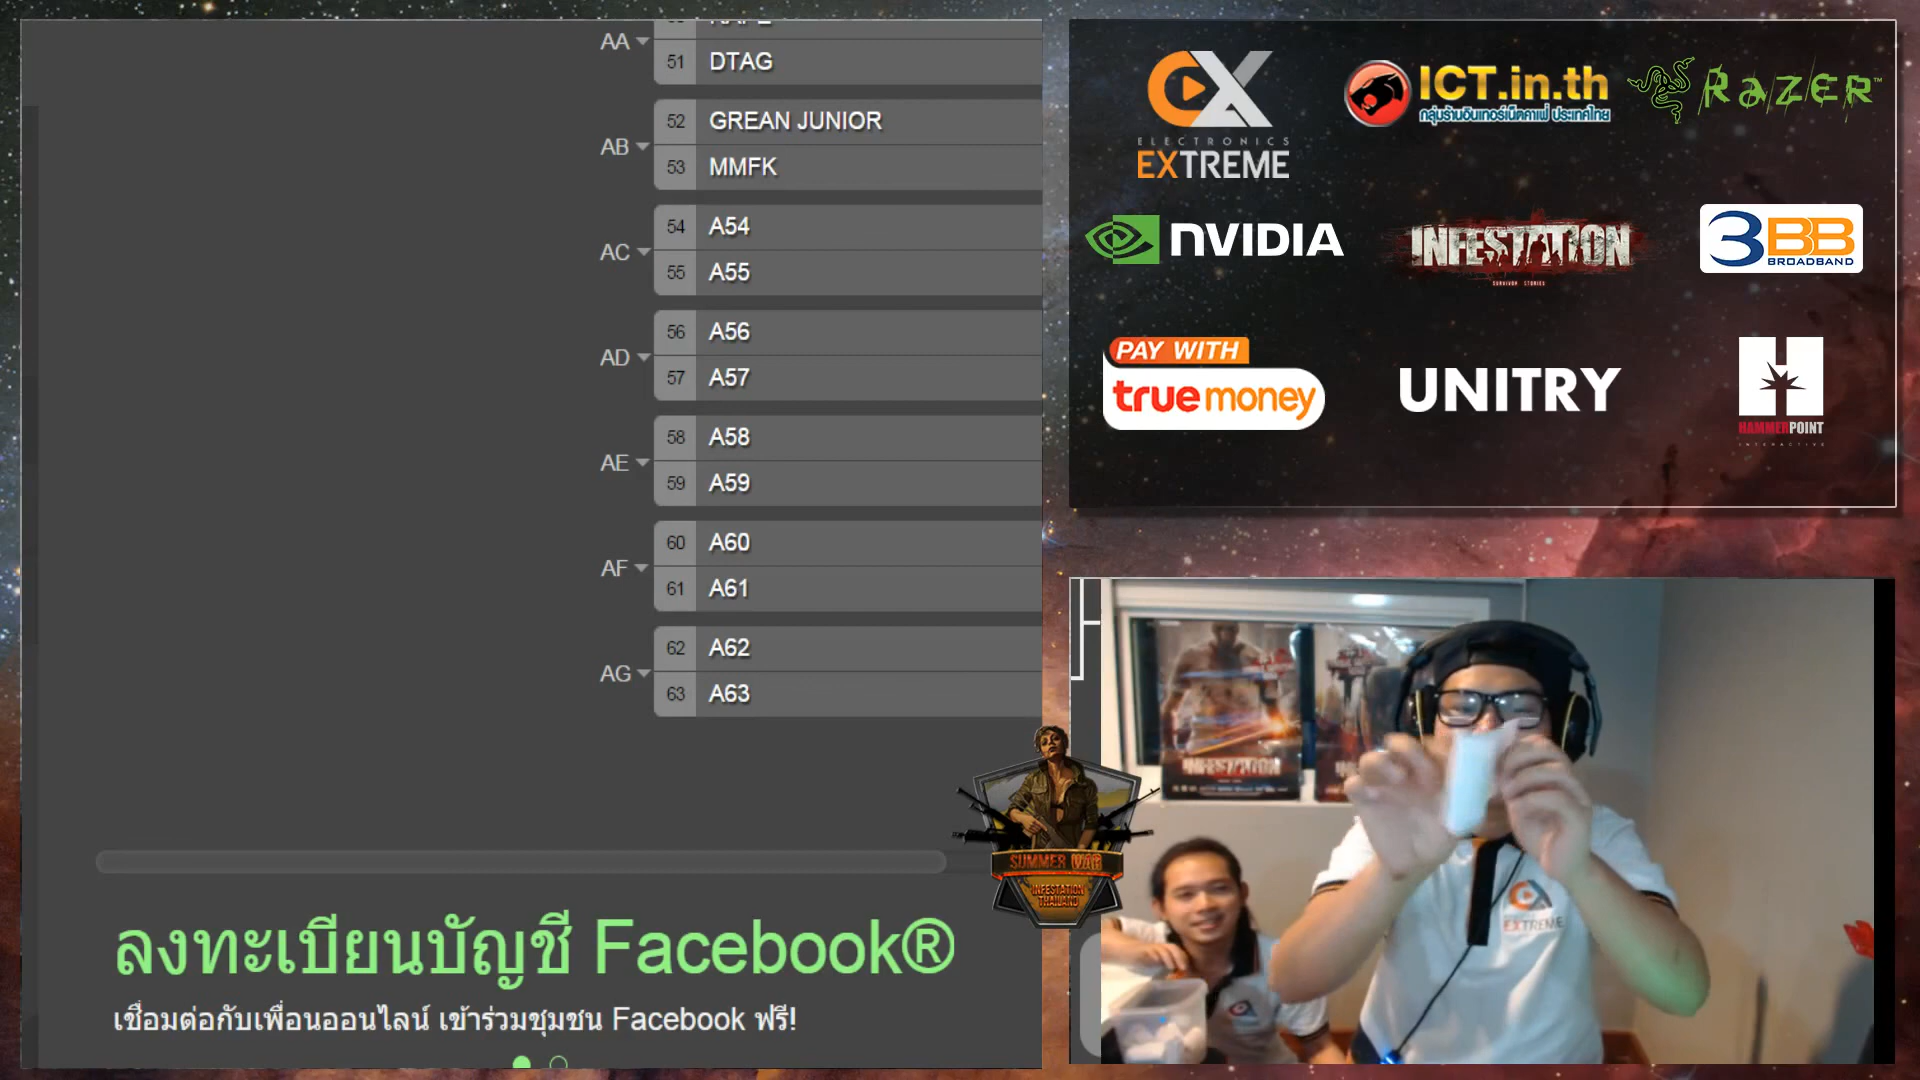 AA
51 DTAG
AB
52 GREAN JUNIOR
53 MMFK
AC
54 A54
55 A55
AD
56 A56
57 A57
AE
58 A58
59 A59
AF
60 A60
61 A61
AG
62 A62
63 A63
ลงทะเบียนบัญชี Facebook®
เชื่อมต่อกับเพื่อนออนไลน์ เข้าร่วมชุมชน Facebook ฟรี!
ELECTRONICS
EXTREME
ICT.in.th
กลุ่มร้านอินเทอร์เน็ตคาเฟ่ ประเทศไทย
RAZER™
NVIDIA
INFESTATION
SURVIVOR STORIES
3BB
BROADBAND
PAY WITH
truemoney
UNITRY
HAMMERPOINT
INTERACTIVE
SUMMER WAR
INFESTATION
THAILAND
INFESTATION
EXTREME